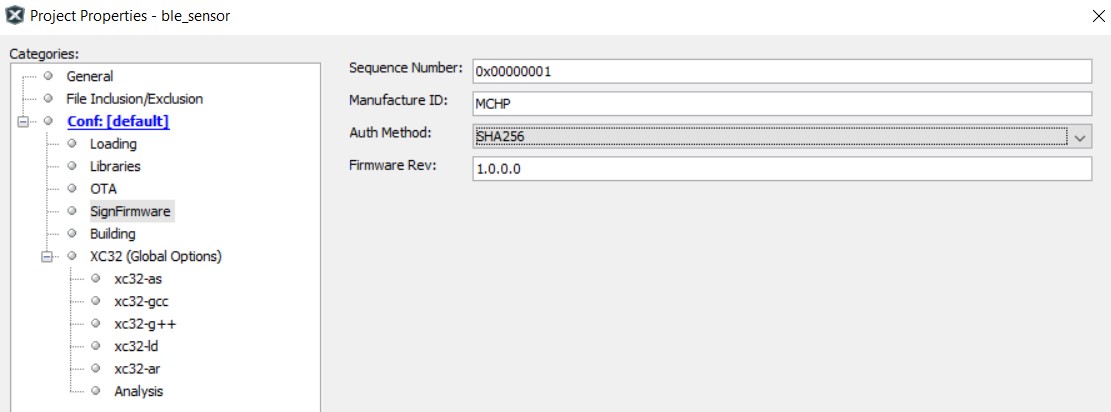 Project Properties - ble_sensor
Categories:
General
File Inclusion/Exclusion
Conf: [default]
Loading
Libraries
OTA
SignFirmware
Building
XC32 (Global Options)
xc32-as
xc32-gcc
xc32-g++
xc32-ld
xc32-ar
Analysis
Sequence Number: 0x00000001
Manufacture ID: MCHP
Auth Method: SHA256
Firmware Rev: 1.0.0.0